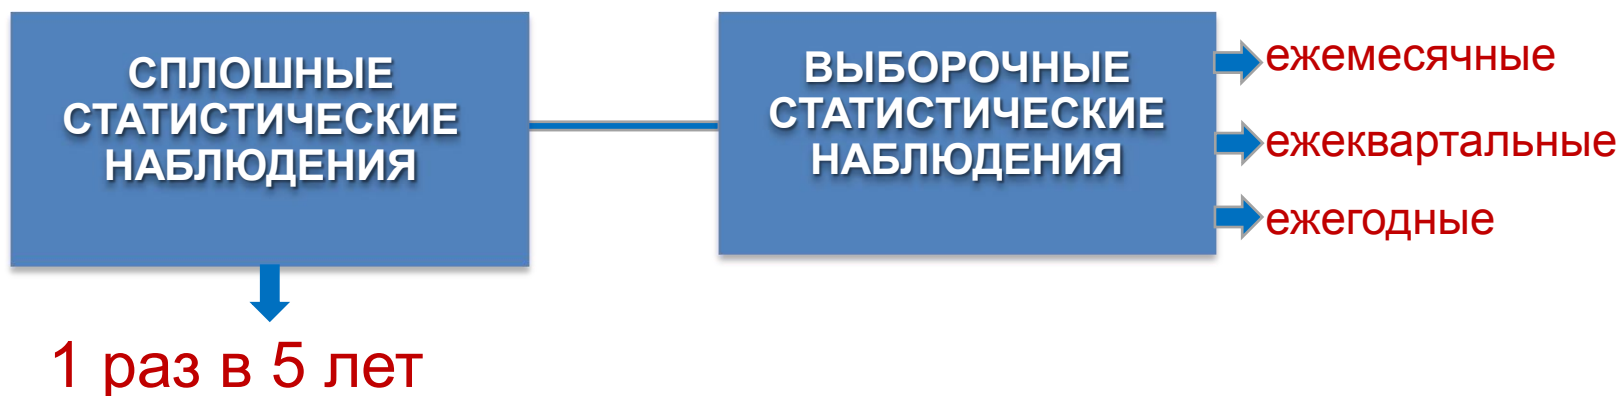 СПЛОШНЫЕ
СТАТИСТИЧЕСКИЕ
НАБЛЮДЕНИЯ
1 раз в 5 лет
ВЫБОРОЧНЫЕ
СТАТИСТИЧЕСКИЕ
НАБЛЮДЕНИЯ
ежемесячные
ежеквартальные
ежегодные